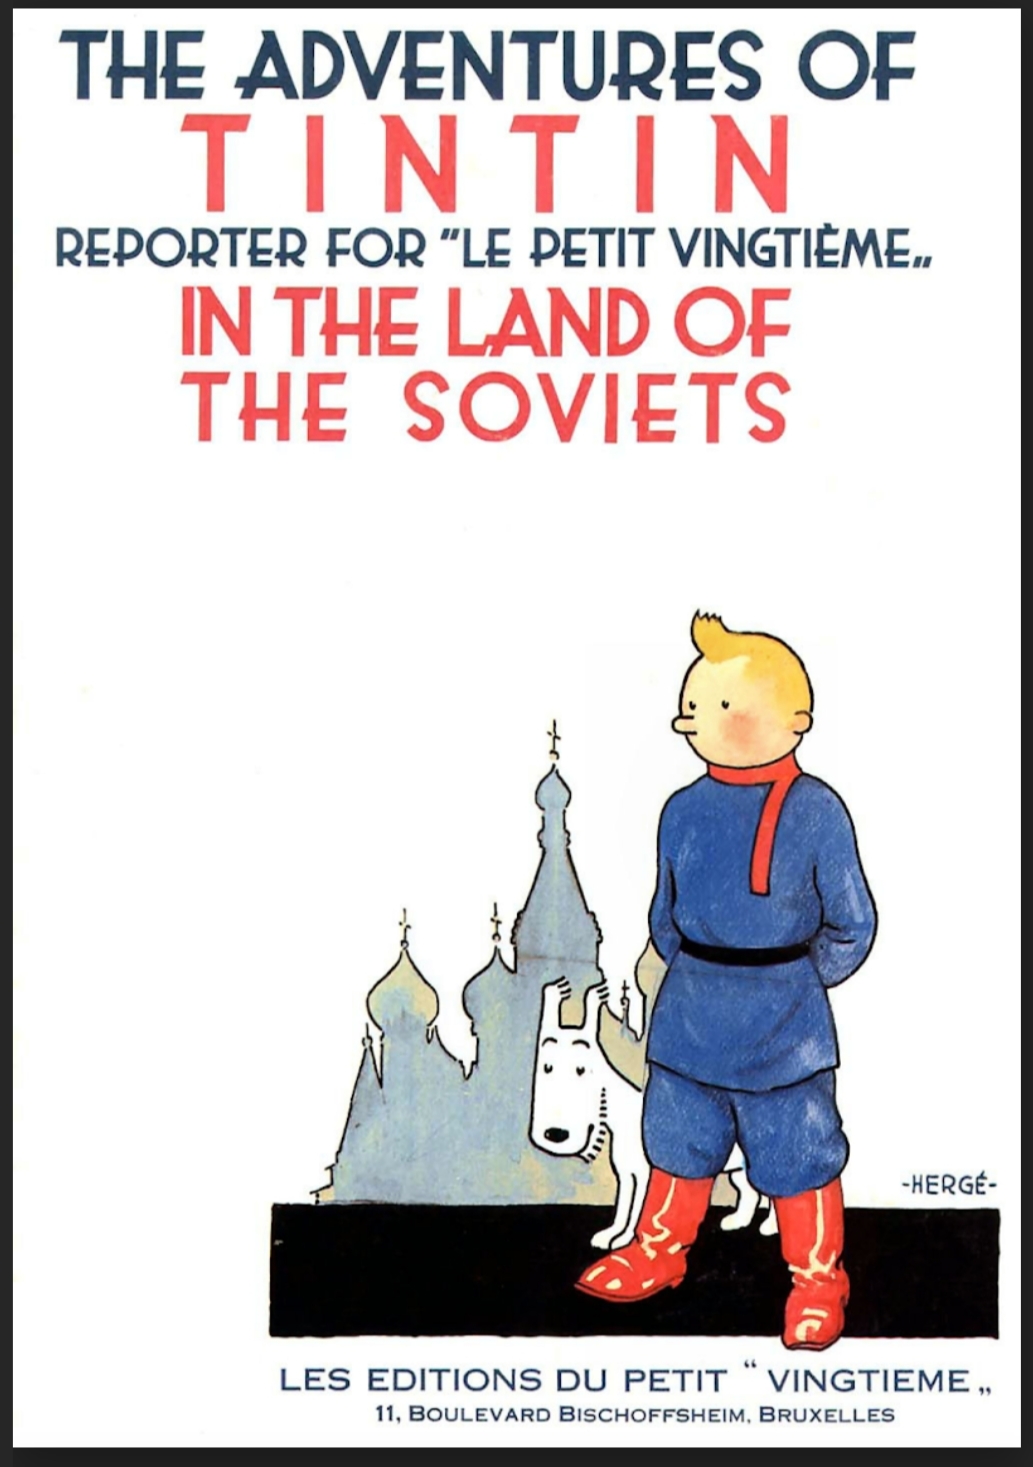 THE ADVENTURES OF
TINTIN
REPORTER FOR "LE PETIT VINGTIÈME„
IN THE LAND OF
THE SOVIETS
-HERGÉ-
LES EDITIONS DU PETIT “ VINGTIEME „
11, BOULEVARD BISCHOFFSHEIM, BRUXELLES